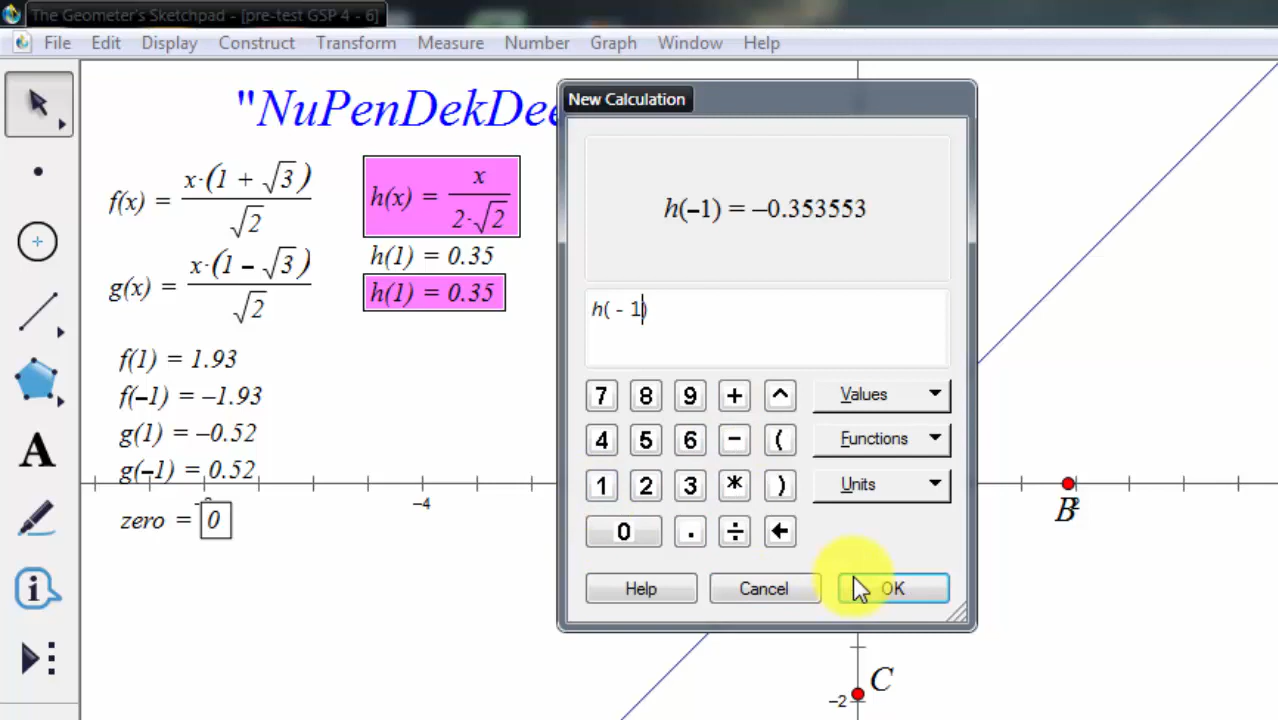 The Geometer's Sketchpad - [pre-test GSP 4 - 6]
File Edit Display Construct Transform Measure Number Graph Window Help
"NuPenDekDee
f(x) = x·(1 + √3) / √2
h(x) = x / 2·√2
h(1) = 0.35
g(x) = x·(1 – √3) / √2
h(1) = 0.35
f(1) = 1.93
f(–1) = –1.93
g(1) = –0.52
g(–1) = 0.52
zero = 0
New Calculation
h(–1) = –0.353553
h( - 1)
7 8 9 + ^ Values
4 5 6 − ( Functions
1 2 3 * ) Units
0 . ÷ ←
Help Cancel OK
-4
B
C
-2
A